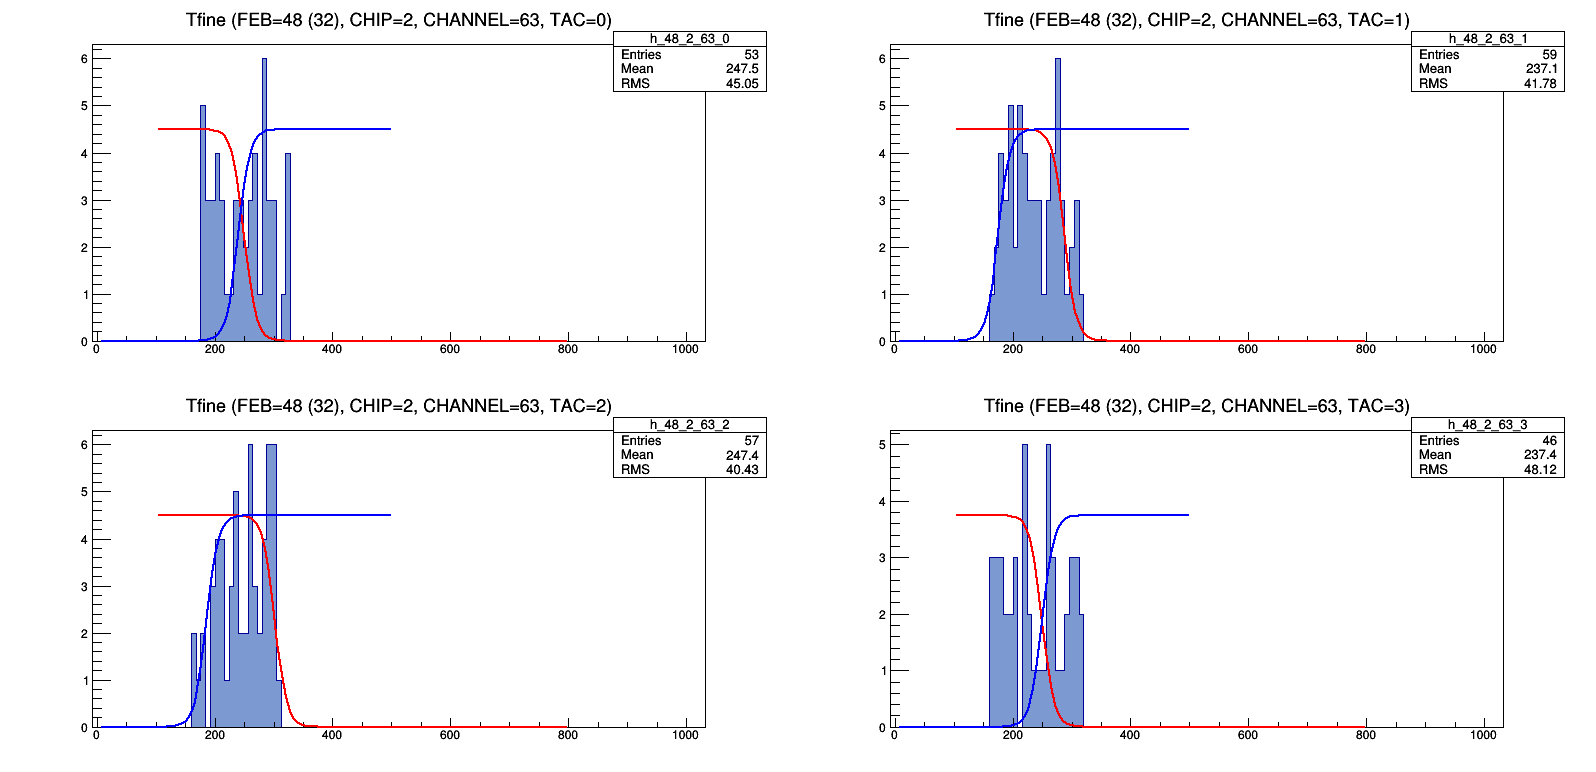 Tfine (FEB=48 (32), CHIP=2, CHANNEL=63, TAC=0)
h_48_2_63_0
Entries 53
Mean 247.5
RMS 45.05
6
5
4
3
2
1
0
0 200 400 600 800 1000
Tfine (FEB=48 (32), CHIP=2, CHANNEL=63, TAC=1)
h_48_2_63_1
Entries 59
Mean 237.1
RMS 41.78
6
5
4
3
2
1
0
0 200 400 600 800 1000
Tfine (FEB=48 (32), CHIP=2, CHANNEL=63, TAC=2)
h_48_2_63_2
Entries 57
Mean 247.4
RMS 40.43
6
5
4
3
2
1
0
0 200 400 600 800 1000
Tfine (FEB=48 (32), CHIP=2, CHANNEL=63, TAC=3)
h_48_2_63_3
Entries 46
Mean 237.4
RMS 48.12
5
4
3
2
1
0
0 200 400 600 800 1000